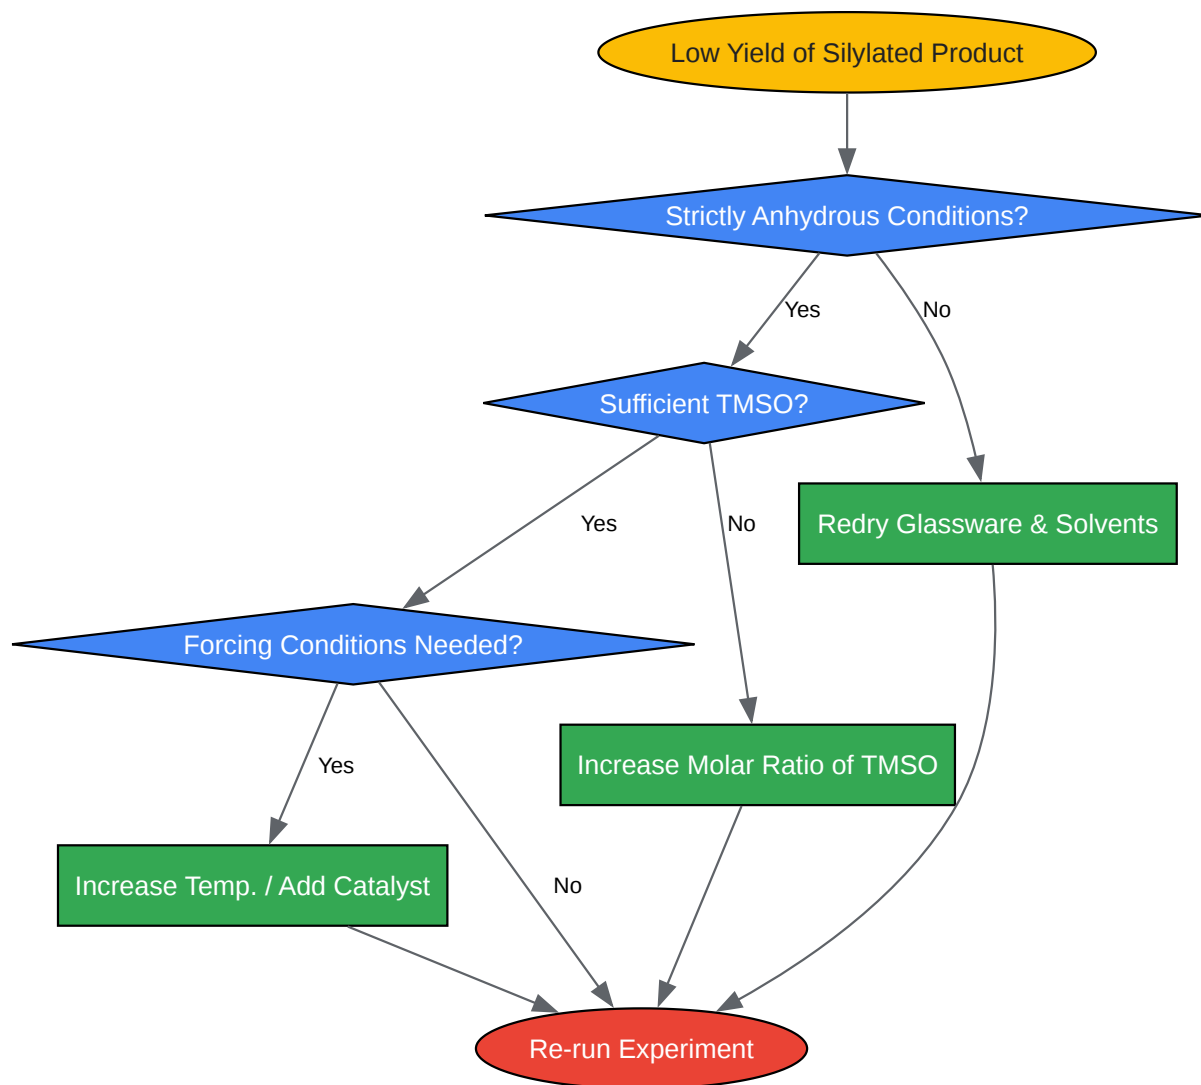 Low Yield of Silylated Product
Strictly Anhydrous Conditions?
Yes
No
Sufficient TMSO?
Redry Glassware & Solvents
Yes
No
Forcing Conditions Needed?
Increase Molar Ratio of TMSO
Yes
Increase Temp. / Add Catalyst
No
Re-run Experiment